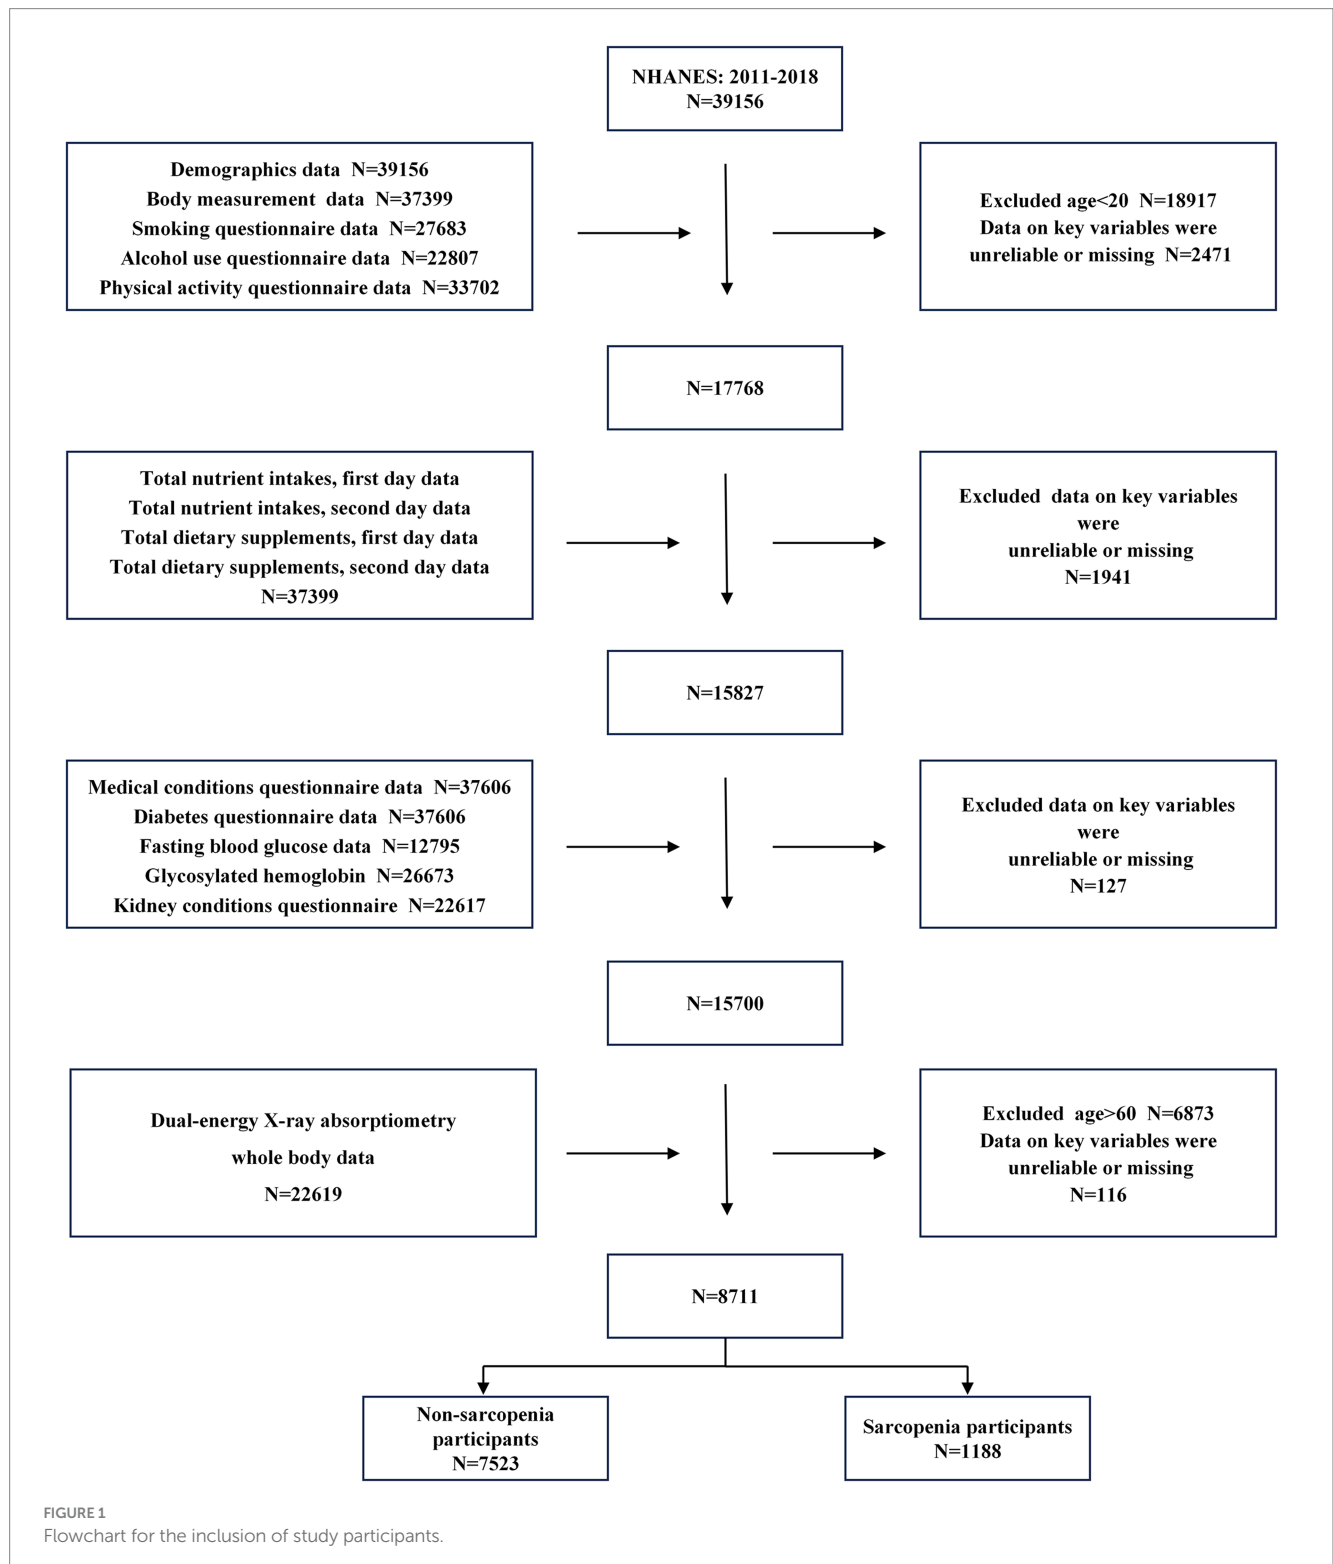 NHANES: 2011-2018
N=39156
Demographics data N=39156
Body measurement data N=37399
Smoking questionnaire data N=27683
Alcohol use questionnaire data N=22807
Physical activity questionnaire data N=33702
Excluded age<20 N=18917
Data on key variables were
unreliable or missing N=2471
N=17768
Total nutrient intakes, first day data
Total nutrient intakes, second day data
Total dietary supplements, first day data
Total dietary supplements, second day data
N=37399
Excluded data on key variables
were
unreliable or missing
N=1941
N=15827
Medical conditions questionnaire data N=37606
Diabetes questionnaire data N=37606
Fasting blood glucose data N=12795
Glycosylated hemoglobin N=26673
Kidney conditions questionnaire N=22617
Excluded data on key variables
were
unreliable or missing
N=127
N=15700
Dual-energy X-ray absorptiometry
whole body data
N=22619
Excluded age>60 N=6873
Data on key variables were
unreliable or missing
N=116
N=8711
Non-sarcopenia
participants
N=7523
Sarcopenia participants
N=1188
FIGURE 1
Flowchart for the inclusion of study participants.